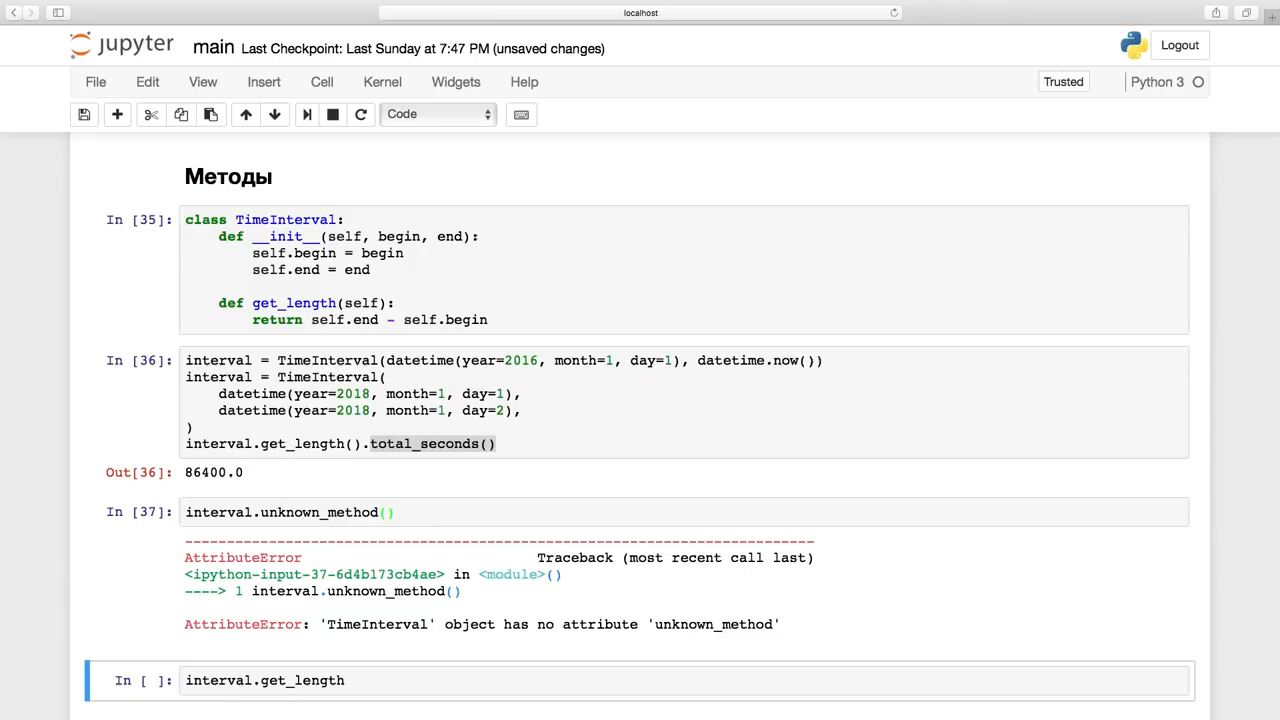 localhost
jupyter main Last Checkpoint: Last Sunday at 7:47 PM (unsaved changes) Logout
File Edit View Insert Cell Kernel Widgets Help Trusted Python 3
Code
Методы
In [35]: class TimeInterval:
    def __init__(self, begin, end):
        self.begin = begin
        self.end = end
    def get_length(self):
        return self.end - self.begin
In [36]: interval = TimeInterval(datetime(year=2016, month=1, day=1), datetime.now())
interval = TimeInterval(
    datetime(year=2018, month=1, day=1),
    datetime(year=2018, month=1, day=2),
)
interval.get_length().total_seconds()
Out[36]: 86400.0
In [37]: interval.unknown_method()
---------------------------------------------------------------------------
AttributeError                            Traceback (most recent call last)
<ipython-input-37-6d4b173cb4ae> in <module>()
----> 1 interval.unknown_method()
AttributeError: 'TimeInterval' object has no attribute 'unknown_method'
In [ ]: interval.get_length